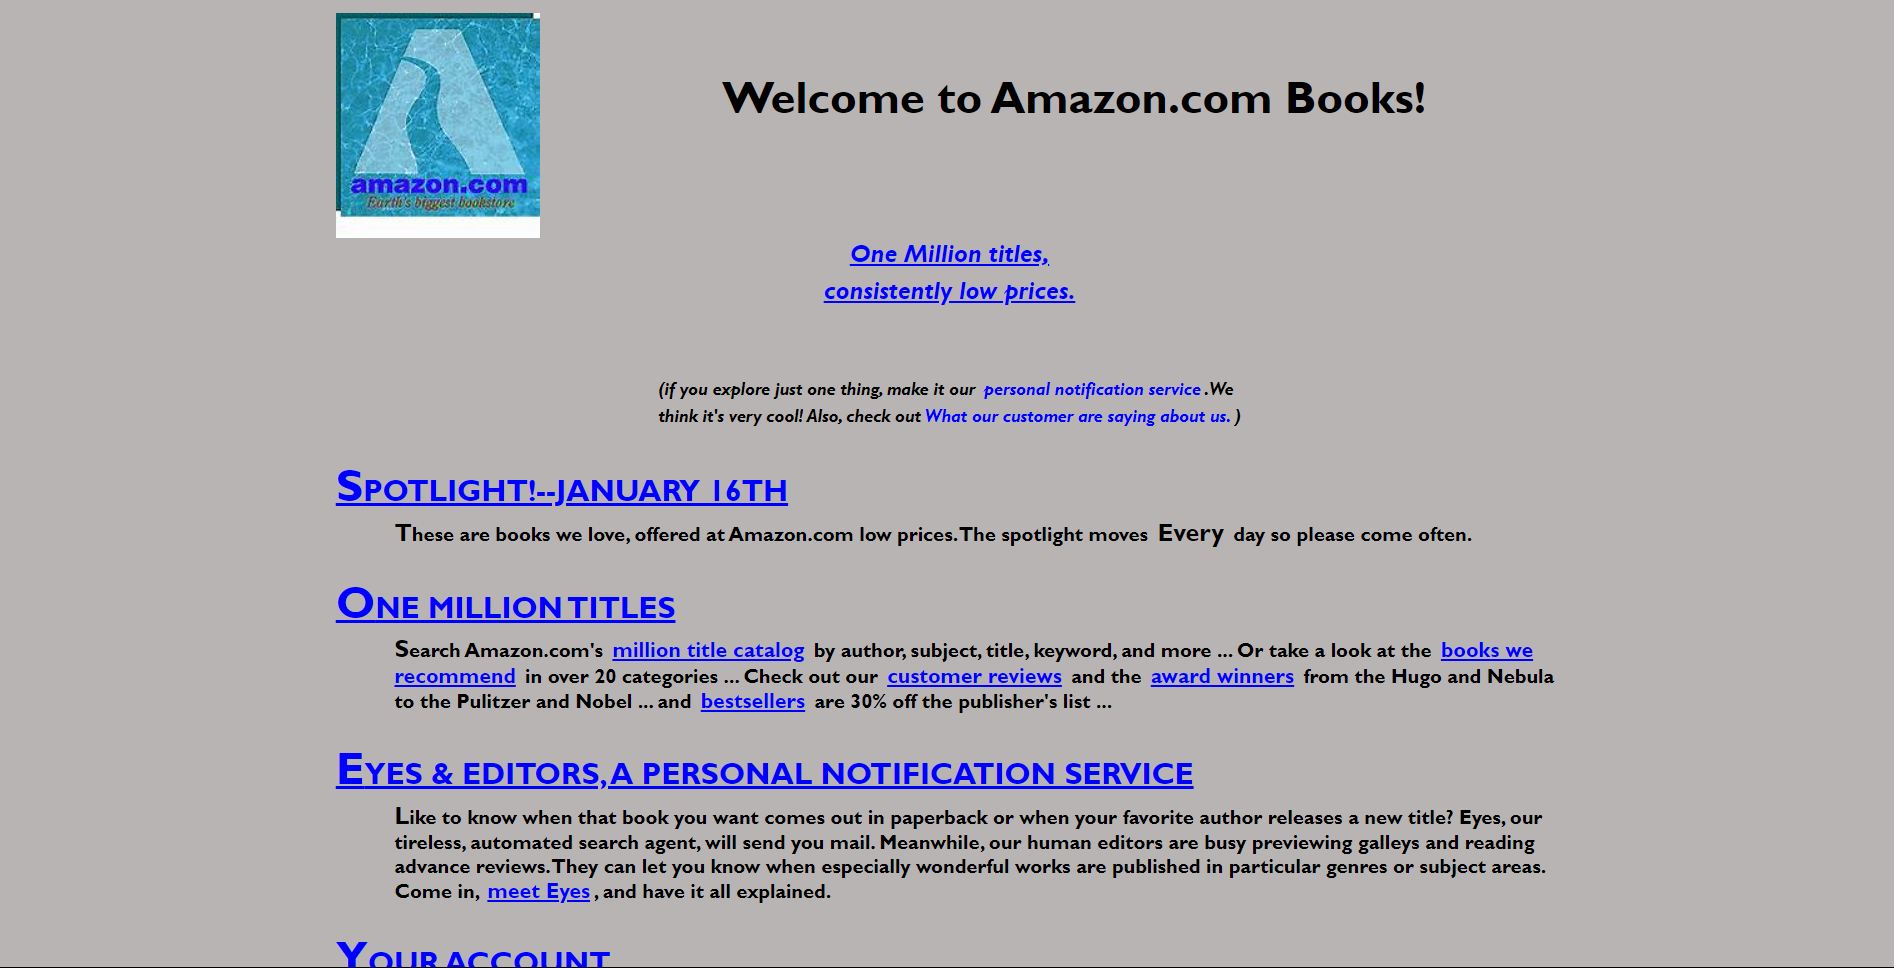 amazon.com
Earth's biggest bookstore
Welcome to Amazon.com Books!
One Million titles,
consistently low prices.
(if you explore just one thing, make it our personal notification service . We
think it's very cool! Also, check out What our customer are saying about us. )
SPOTLIGHT!--JANUARY 16TH
These are books we love, offered at Amazon.com low prices. The spotlight moves Every day so please come often.
ONE MILLION TITLES
Search Amazon.com's million title catalog by author, subject, title, keyword, and more ... Or take a look at the books we
recommend in over 20 categories ... Check out our customer reviews and the award winners from the Hugo and Nebula
to the Pulitzer and Nobel ... and bestsellers are 30% off the publisher's list ...
EYES & EDITORS, A PERSONAL NOTIFICATION SERVICE
Like to know when that book you want comes out in paperback or when your favorite author releases a new title? Eyes, our
tireless, automated search agent, will send you mail. Meanwhile, our human editors are busy previewing galleys and reading
advance reviews. They can let you know when especially wonderful works are published in particular genres or subject areas.
Come in, meet Eyes , and have it all explained.
YOUR ACCOUNT